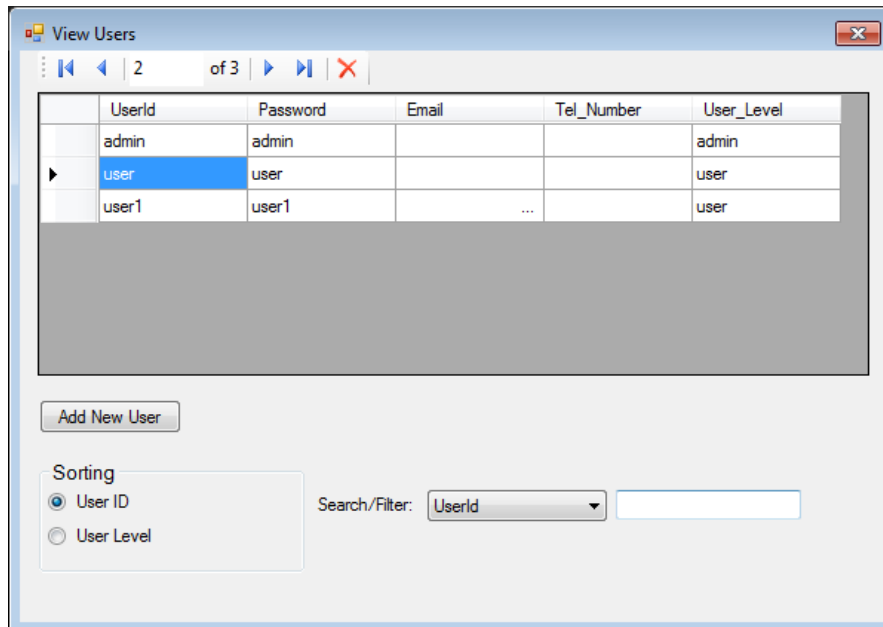 View Users
2 of 3
UserId Password Email Tel_Number User_Level
admin admin admin
user user user
user1 user1 ... user
Add New User
Sorting
User ID
Search/Filter: UserId
User Level